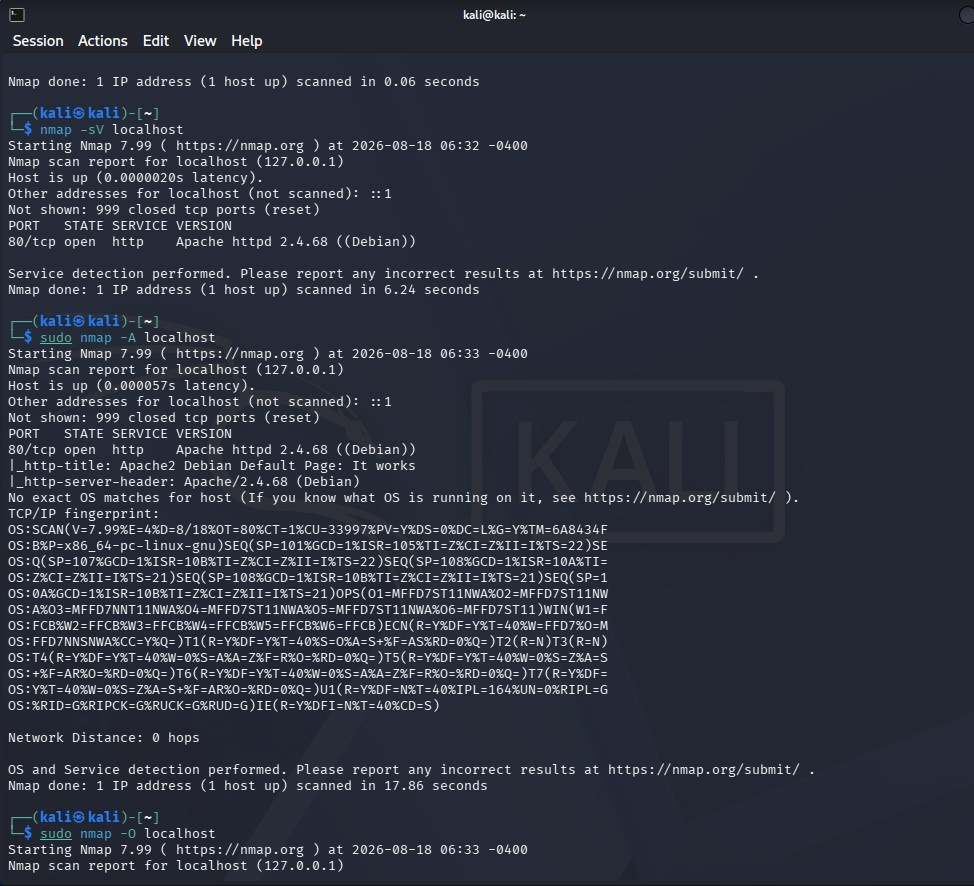 kali@kali: ~
Session Actions Edit View Help
Nmap done: 1 IP address (1 host up) scanned in 0.06 seconds
┌──(kali㉿kali)-[~]
└─$ nmap -sV localhost
Starting Nmap 7.99 ( https://nmap.org ) at 2026-08-18 06:32 -0400
Nmap scan report for localhost (127.0.0.1)
Host is up (0.0000020s latency).
Other addresses for localhost (not scanned): ::1
Not shown: 999 closed tcp ports (reset)
PORT   STATE SERVICE VERSION
80/tcp open  http    Apache httpd 2.4.68 ((Debian))
Service detection performed. Please report any incorrect results at https://nmap.org/submit/ .
Nmap done: 1 IP address (1 host up) scanned in 6.24 seconds
┌──(kali㉿kali)-[~]
└─$ sudo nmap -A localhost
Starting Nmap 7.99 ( https://nmap.org ) at 2026-08-18 06:33 -0400
Nmap scan report for localhost (127.0.0.1)
Host is up (0.000057s latency).
Other addresses for localhost (not scanned): ::1
Not shown: 999 closed tcp ports (reset)
PORT   STATE SERVICE VERSION
80/tcp open  http    Apache httpd 2.4.68 ((Debian))
|_http-title: Apache2 Debian Default Page: It works
|_http-server-header: Apache/2.4.68 (Debian)
No exact OS matches for host (If you know what OS is running on it, see https://nmap.org/submit/ ).
TCP/IP fingerprint:
OS:SCAN(V=7.99%E=4%D=8/18%OT=80%CT=1%CU=33997%PV=Y%DS=0%DC=L%G=Y%TM=6A8434F
OS:B%P=x86_64-pc-linux-gnu)SEQ(SP=101%GCD=1%ISR=105%TI=Z%CI=Z%II=I%TS=22)SE
OS:Q(SP=107%GCD=1%ISR=10B%TI=Z%CI=Z%II=I%TS=22)SEQ(SP=108%GCD=1%ISR=10A%TI=
OS:Z%CI=Z%II=I%TS=21)SEQ(SP=108%GCD=1%ISR=10B%TI=Z%CI=Z%II=I%TS=21)SEQ(SP=1
OS:0A%GCD=1%ISR=10B%TI=Z%CI=Z%II=I%TS=21)OPS(O1=MFFD7ST11NWA%O2=MFFD7ST11NW
OS:A%O3=MFFD7NNT11NWA%O4=MFFD7ST11NWA%O5=MFFD7ST11NWA%O6=MFFD7ST11)WIN(W1=F
OS:FCB%W2=FFCB%W3=FFCB%W4=FFCB%W5=FFCB%W6=FFCB)ECN(R=Y%DF=Y%T=40%W=FFD7%O=M
OS:FFD7NNSNWA%CC=Y%Q=)T1(R=Y%DF=Y%T=40%S=O%A=S+%F=AS%RD=0%Q=)T2(R=N)T3(R=N)
OS:T4(R=Y%DF=Y%T=40%W=0%S=A%A=Z%F=R%O=%RD=0%Q=)T5(R=Y%DF=Y%T=40%W=0%S=Z%A=S
OS:+%F=AR%O=%RD=0%Q=)T6(R=Y%DF=Y%T=40%W=0%S=A%A=Z%F=R%O=%RD=0%Q=)T7(R=Y%DF=
OS:Y%T=40%W=0%S=Z%A=S+%F=AR%O=%RD=0%Q=)U1(R=Y%DF=N%T=40%IPL=164%UN=0%RIPL=G
OS:%RID=G%RIPCK=G%RUCK=G%RUD=G)IE(R=Y%DFI=N%T=40%CD=S)
Network Distance: 0 hops
OS and Service detection performed. Please report any incorrect results at https://nmap.org/submit/ .
Nmap done: 1 IP address (1 host up) scanned in 17.86 seconds
┌──(kali㉿kali)-[~]
└─$ sudo nmap -O localhost
Starting Nmap 7.99 ( https://nmap.org ) at 2026-08-18 06:33 -0400
Nmap scan report for localhost (127.0.0.1)
KALI